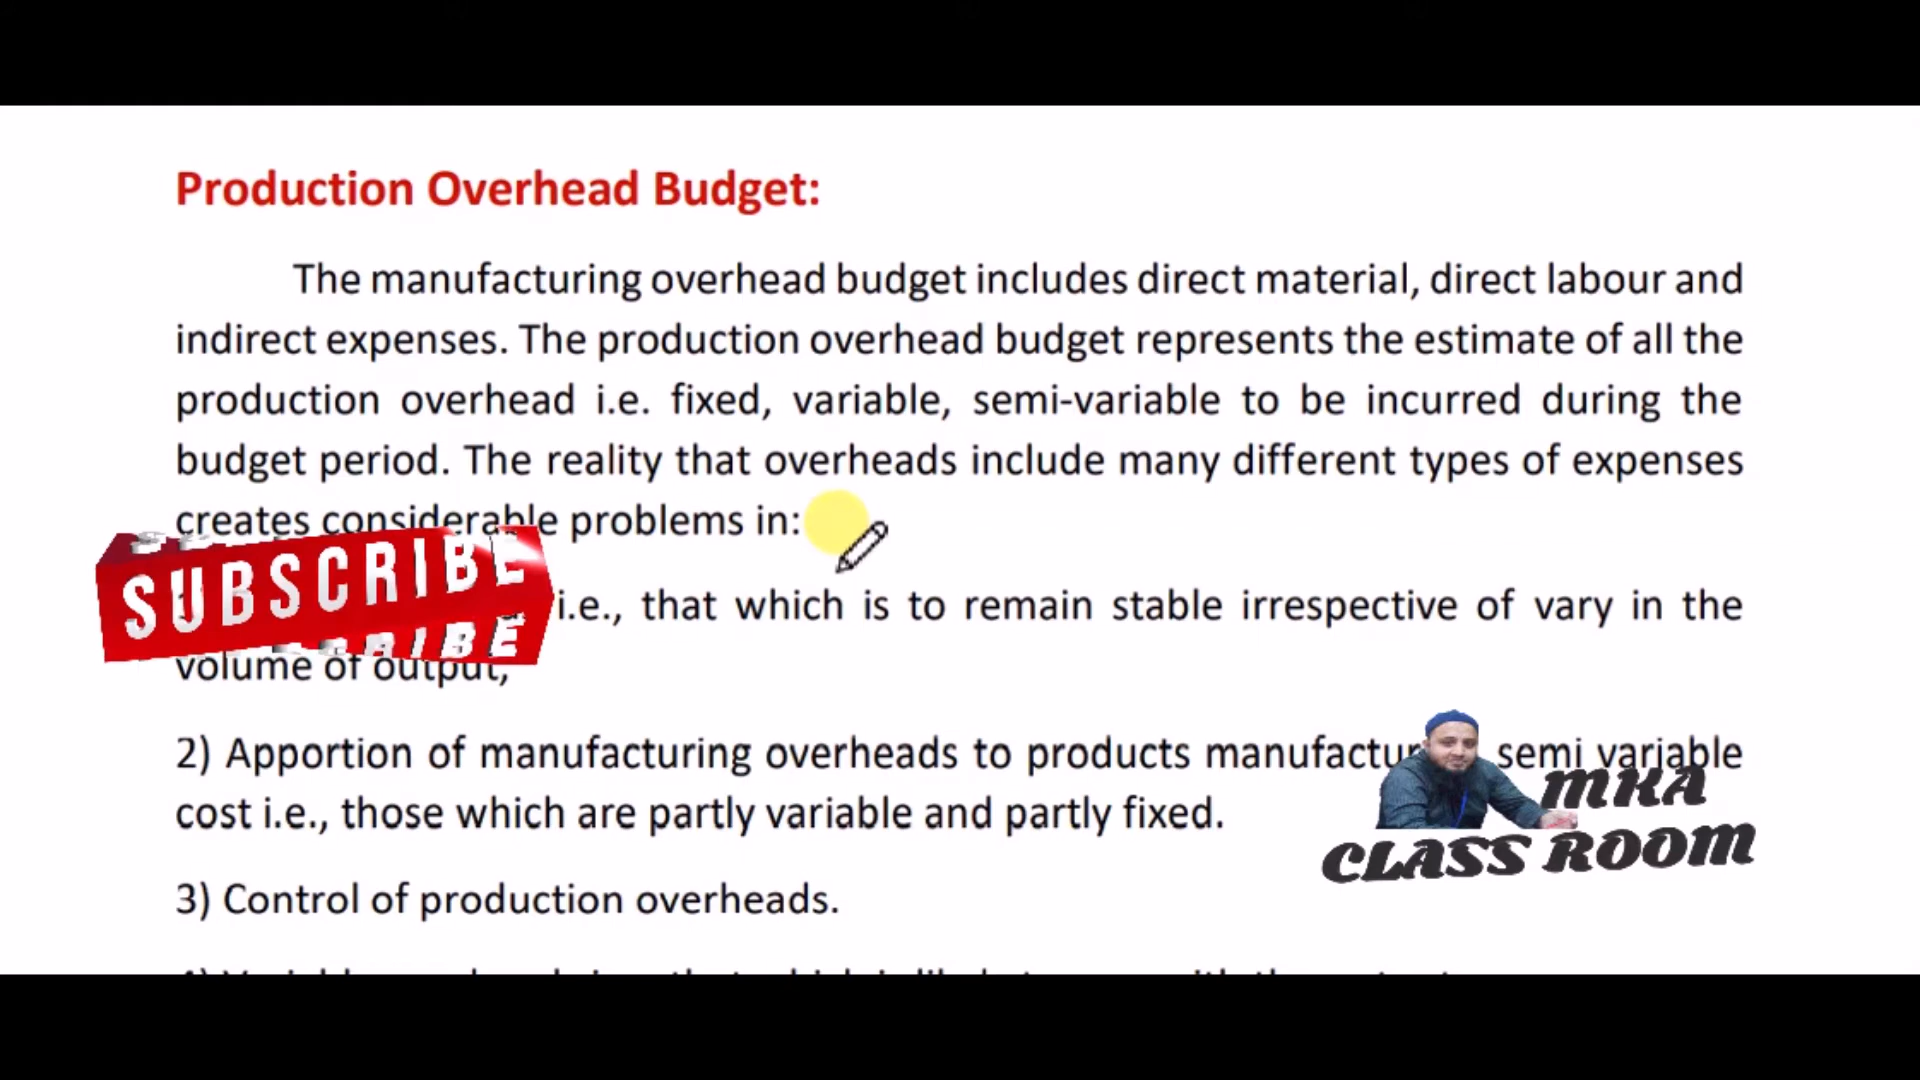 Production Overhead Budget:
The manufacturing overhead budget includes direct material, direct labour and
indirect expenses. The production overhead budget represents the estimate of all the
production overhead i.e. fixed, variable, semi-variable to be incurred during the
budget period. The reality that overheads include many different types of expenses
creates considerable problems in:
SUBSCRIBE
i.e., that which is to remain stable irrespective of vary in the
volume of output,
2) Apportion of manufacturing overheads to products semi variable
cost i.e., those which are partly variable and partly fixed.
MKA
CLASS ROOM
3) Control of production overheads.